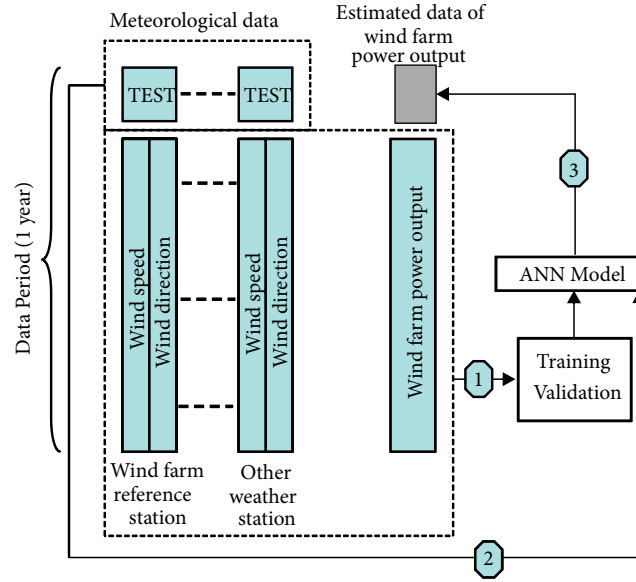 Meteorological data
Estimated data of
wind farm
power output
TEST
TEST
Data Period (1 year)
Wind speed
Wind direction
Wind speed
Wind direction
Wind farm power output
3
ANN Model
1
Training
Validation
Wind farm
reference
station
Other
weather
station
2